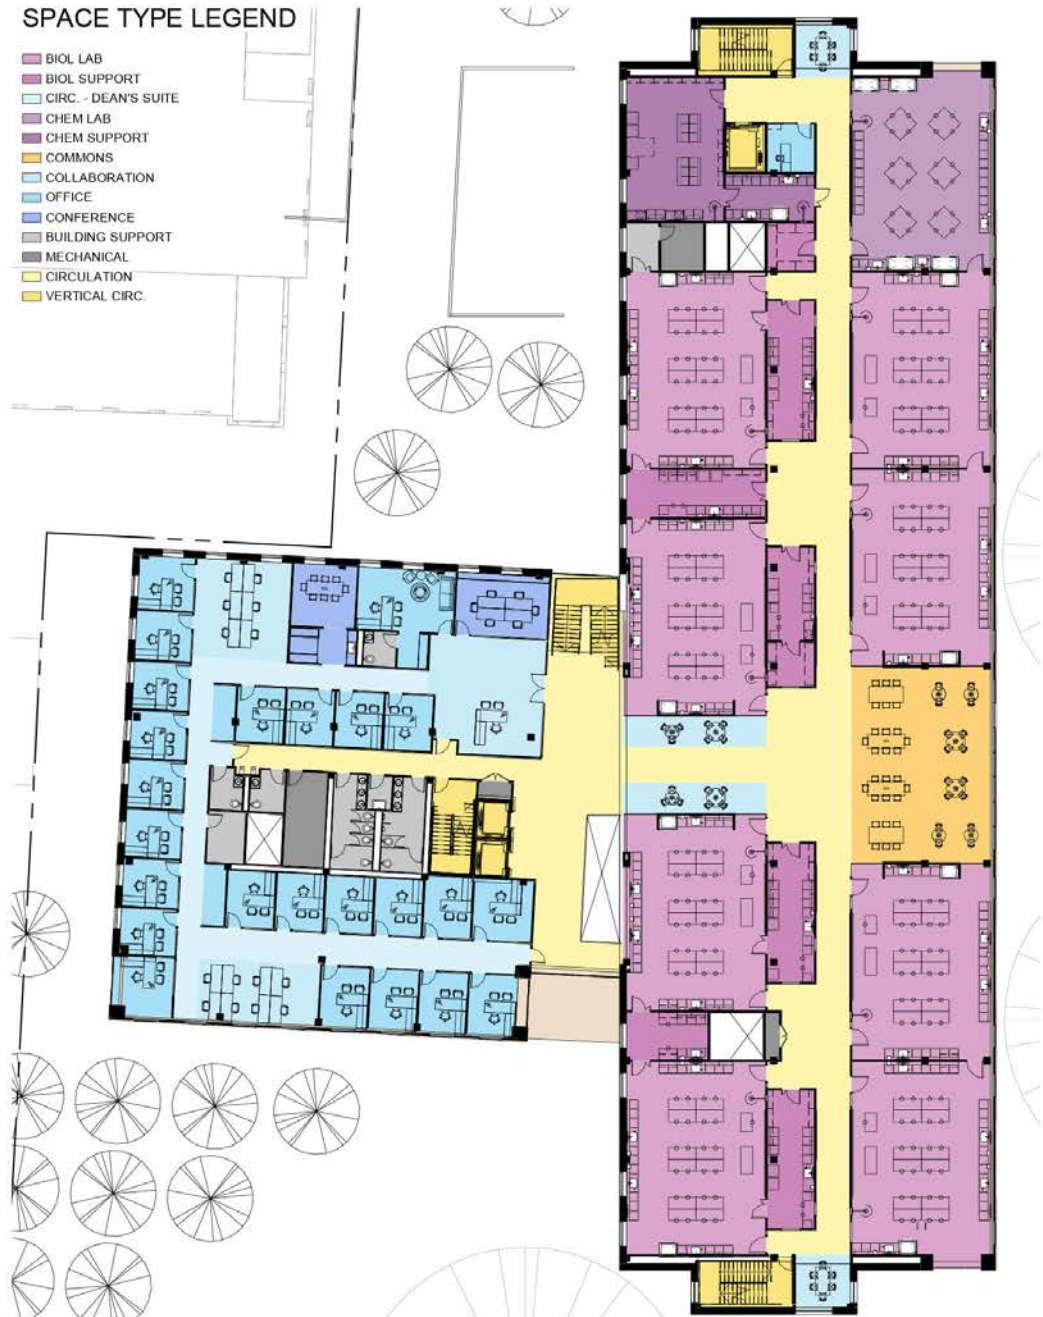 SPACE TYPE LEGEND
BIOL LAB
BIOL SUPPORT
CIRC. - DEAN'S SUITE
CHEM LAB
CHEM SUPPORT
COMMONS
COLLABORATION
OFFICE
CONFERENCE
BUILDING SUPPORT
MECHANICAL
CIRCULATION
VERTICAL CIRC.